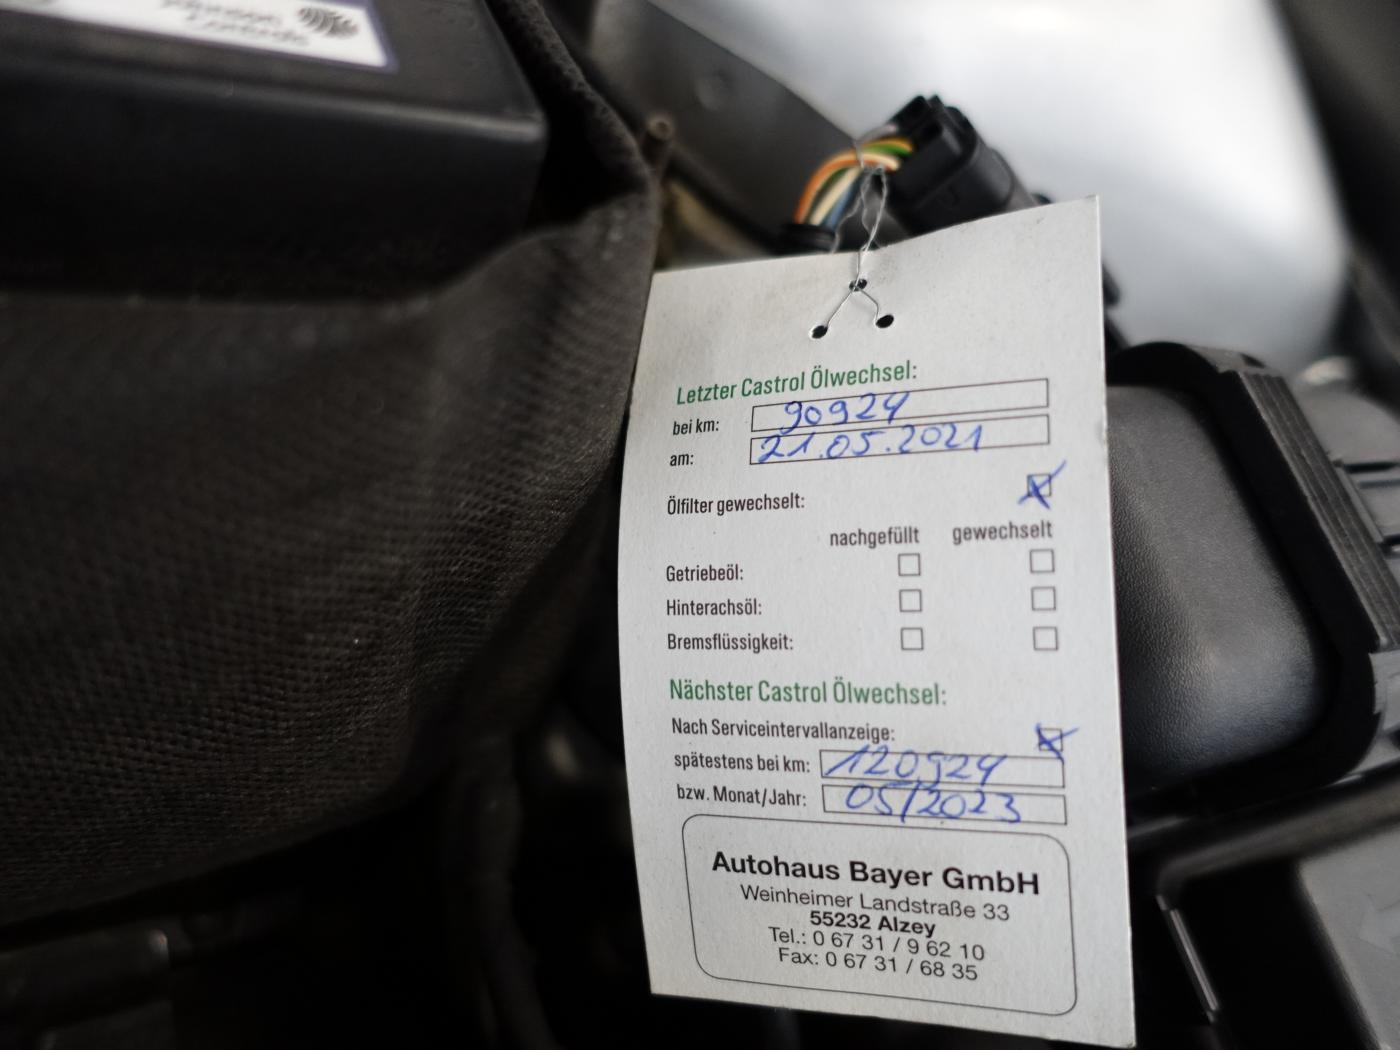 Johnson
Controls
Letzter Castrol Ölwechsel:
bei km: 90924
am: 21.05.2021
Ölfilter gewechselt:
nachgefüllt gewechselt
Getriebeöl:
Hinterachsöl:
Bremsflüssigkeit:
Nächster Castrol Ölwechsel:
Nach Serviceintervallanzeige:
spätestens bei km: 120924
bzw. Monat/Jahr: 05/2023
Autohaus Bayer GmbH
Weinheimer Landstraße 33
55232 Alzey
Tel.: 0 67 31 / 9 62 10
Fax: 0 67 31 / 68 35